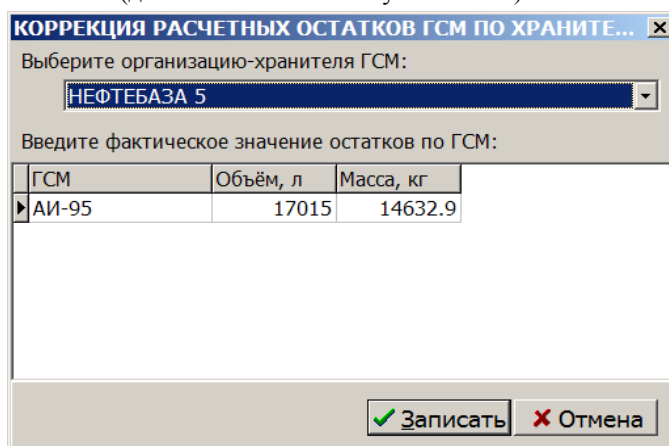 КОРРЕКЦИЯ РАСЧЕТНЫХ ОСТАТКОВ ГСМ ПО ХРАНИТЕ...
Выберите организацию-хранителя ГСМ:
НЕФТЕБАЗА 5
Введите фактическое значение остатков по ГСМ:
ГСМ Объём, л Масса, кг
АИ-95 17015 14632.9
Записать Отмена